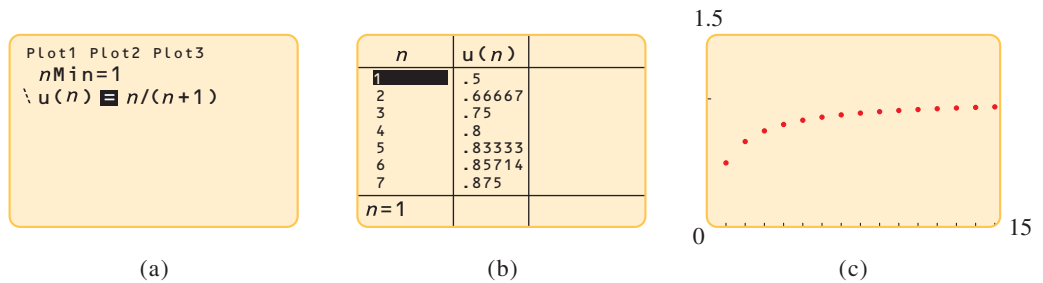 Plot1 Plot2 Plot3
nMin=1
u(n) = n/(n+1)
(a)
n u(n)
1 .5
2 .66667
3 .75
4 .8
5 .83333
6 .85714
7 .875
n=1
(b)
1.5
0
15
(c)